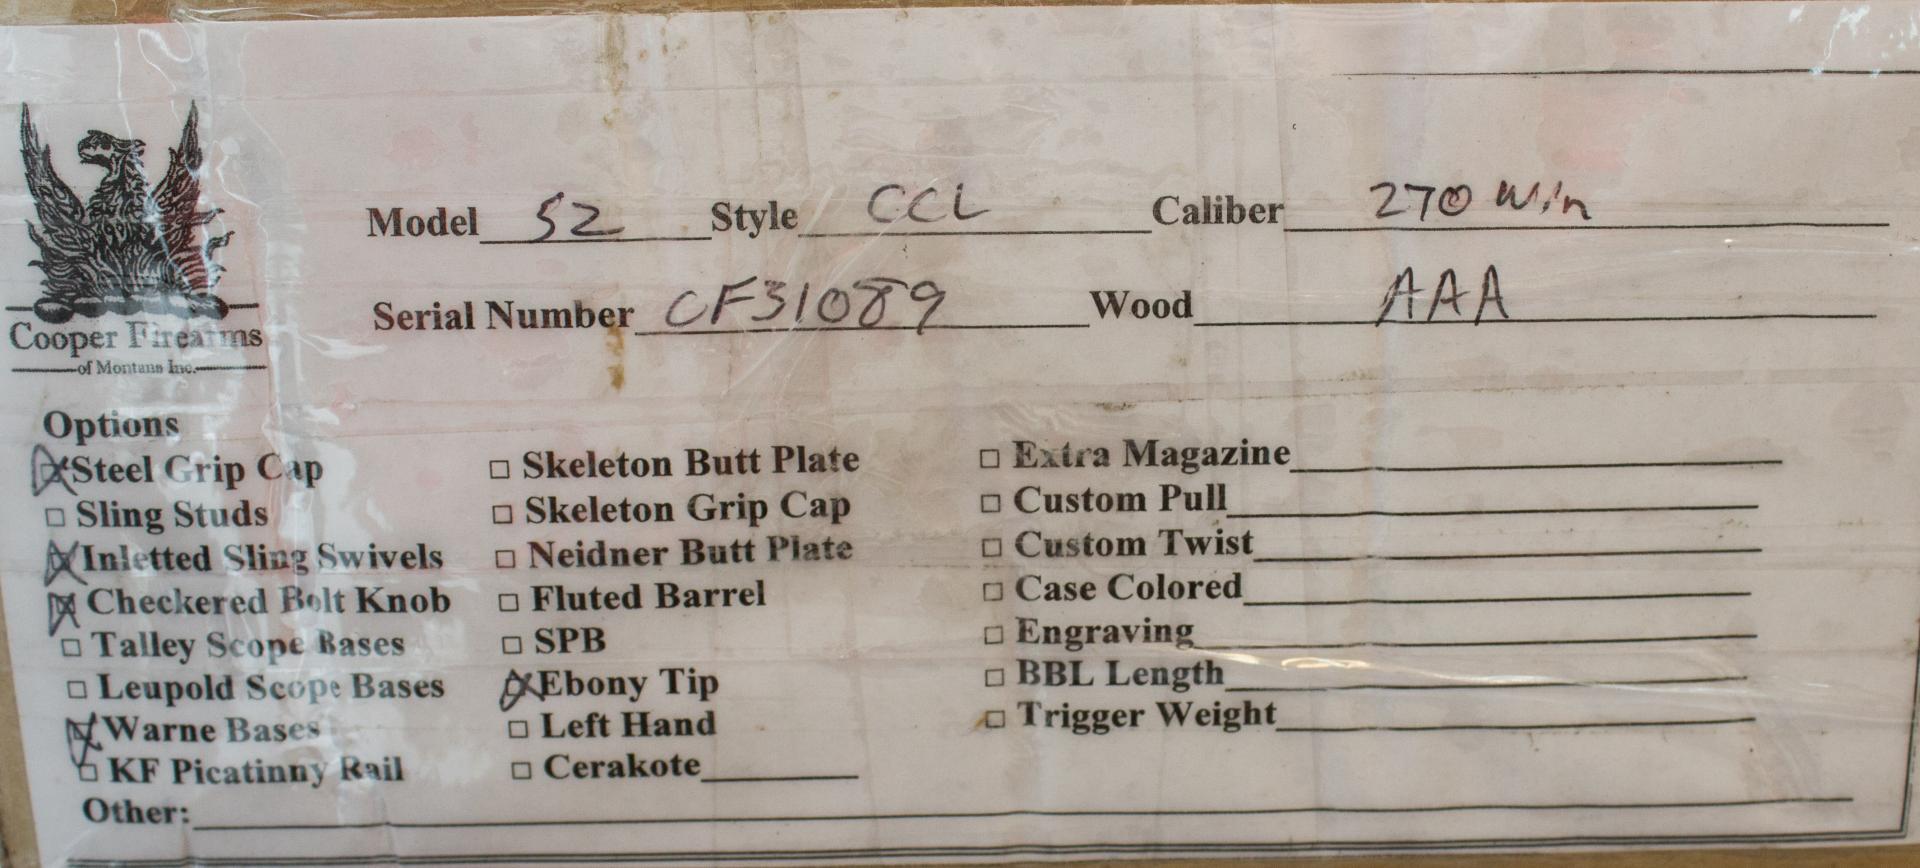 Model 52 Style CCL Caliber 270 Win
Serial Number CF31089 Wood AAA
Cooper Firearms
of Montana Inc.
Options
☒ Steel Grip Cap ☐ Skeleton Butt Plate ☐ Extra Magazine
☐ Sling Studs ☐ Skeleton Grip Cap ☐ Custom Pull
☒ Inletted Sling Swivels ☐ Neidner Butt Plate ☐ Custom Twist
☒ Checkered Bolt Knob ☐ Fluted Barrel ☐ Case Colored
☐ Talley Scope Bases ☐ SPB ☐ Engraving
☐ Leupold Scope Bases ☒ Ebony Tip ☐ BBL Length
☒ Warne Bases ☐ Left Hand ☐ Trigger Weight
☐ KF Picatinny Rail ☐ Cerakote
Other: